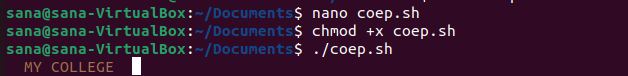 sana@sana-VirtualBox:~/Documents$ nano coep.sh
sana@sana-VirtualBox:~/Documents$ chmod +x coep.sh
sana@sana-VirtualBox:~/Documents$ ./coep.sh
MY COLLEGE